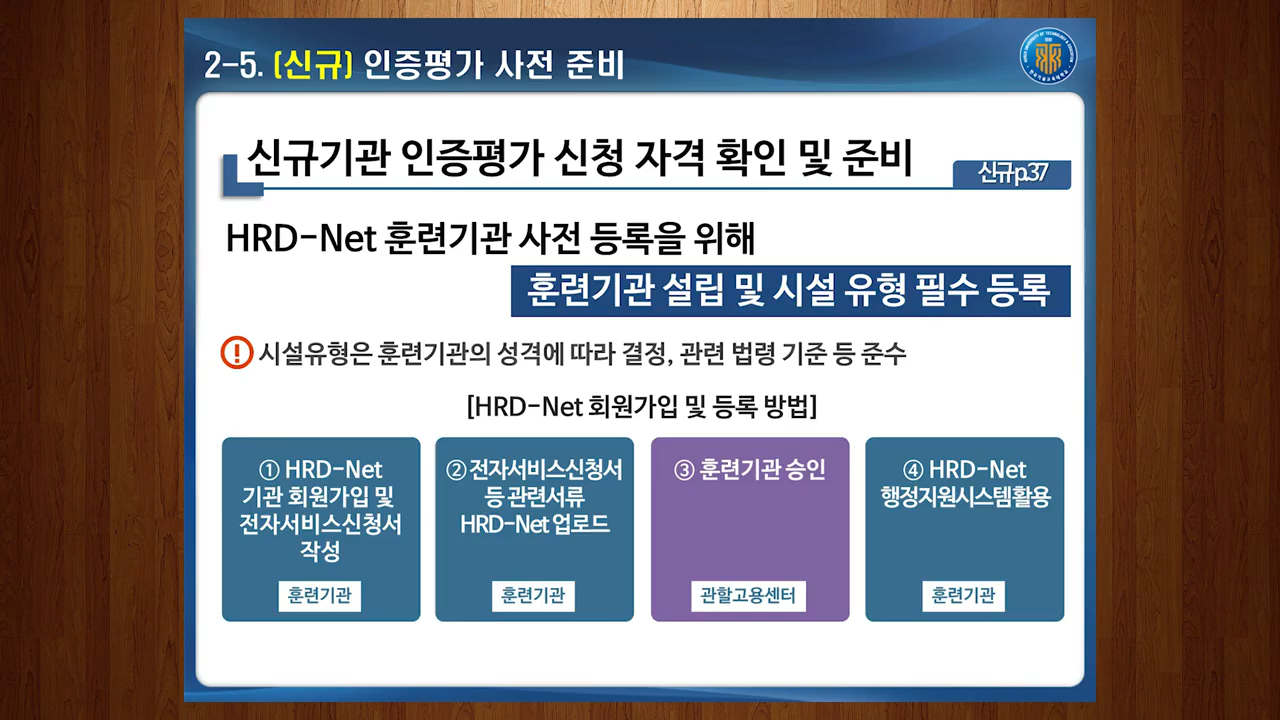 2-5. (신규) 인증평가 사전 준비
신규기관 인증평가 신청 자격 확인 및 준비
신규p.37
HRD-Net 훈련기관 사전 등록을 위해
훈련기관 설립 및 시설 유형 필수 등록
시설유형은 훈련기관의 성격에 따라 결정, 관련 법령 기준 등 준수
[HRD-Net 회원가입 및 등록 방법]
① HRD-Net
기관 회원가입 및
전자서비스신청서
작성
훈련기관
② 전자서비스신청서
등 관련서류
HRD-Net 업로드
훈련기관
③ 훈련기관 승인
관할고용센터
④ HRD-Net
행정지원시스템활용
훈련기관